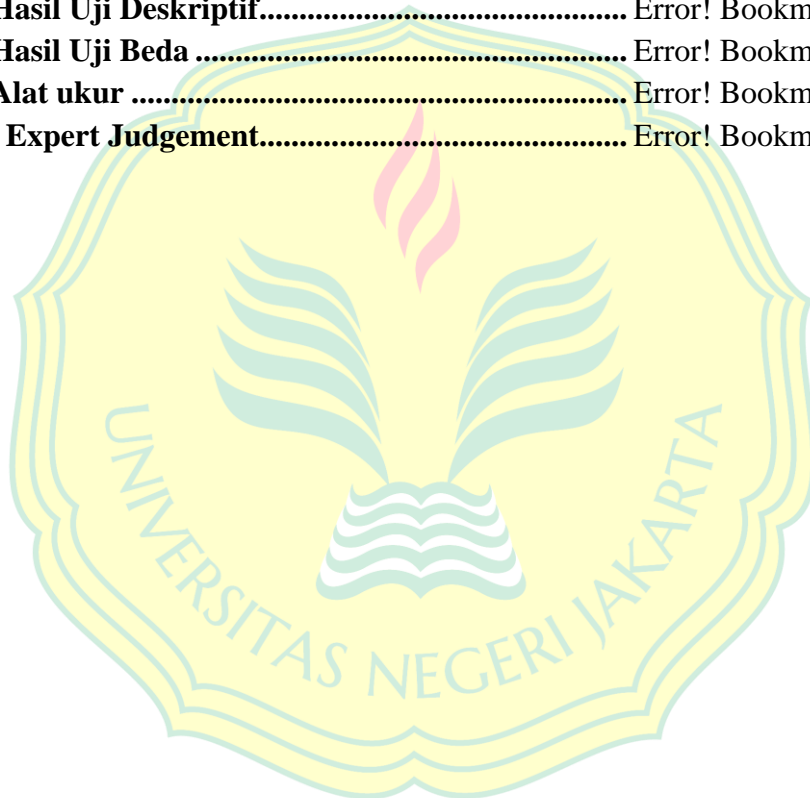 Hasil Uji Deskriptif............................................. Error! Bookm
Hasil Uji Beda ..................................................... Error! Bookm
Alat ukur ............................................................. Error! Bookm
Expert Judgement............................................. Error! Bookm
UNIVERSITAS NEGERI JAKARTA